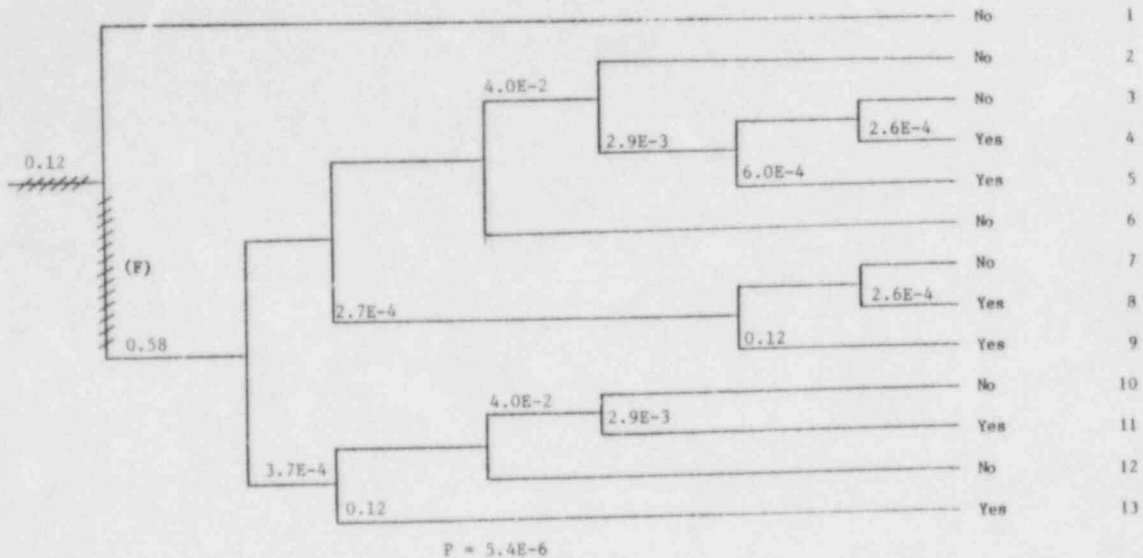 No 1
No 2
4.0E-2
No 3
2.6E-4
Yes 4
2.9E-3
0.12
6.0E-4
Yes 5
No 6
(F)
No 7
2.6E-4
Yes 8
2.7E-4
0.12
Yes 9
0.58
No 10
4.0E-2
2.9E-3
Yes 11
3.7E-4
No 12
0.12
Yes 13
P = 5.4E-6